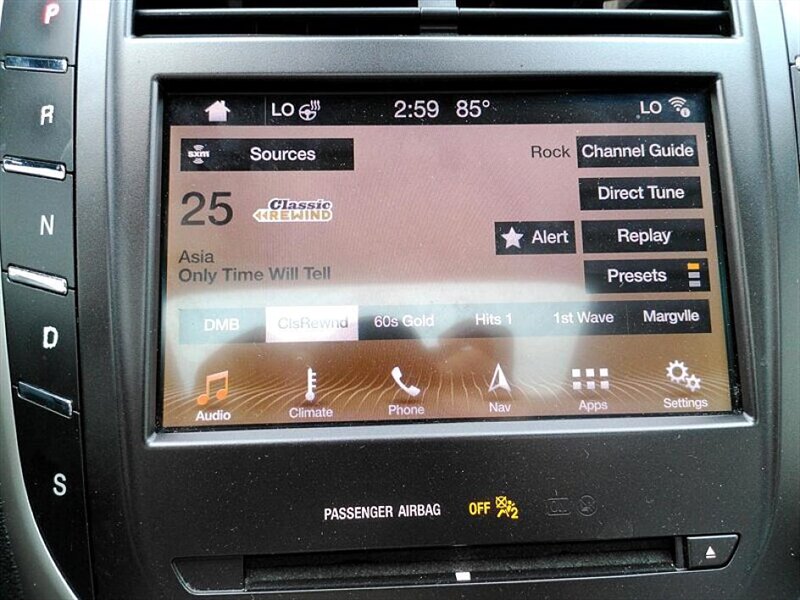 P
R
N
D
S
LO 2:59 85° LO
sxm Sources
Rock Channel Guide
Direct Tune
25 Classic REWIND
Alert Replay
Asia
Only Time Will Tell
Presets
DMB ClsRewnd 60s Gold Hits 1 1st Wave Margvlle
Audio Climate Phone Nav Apps Settings
PASSENGER AIRBAG OFF 2